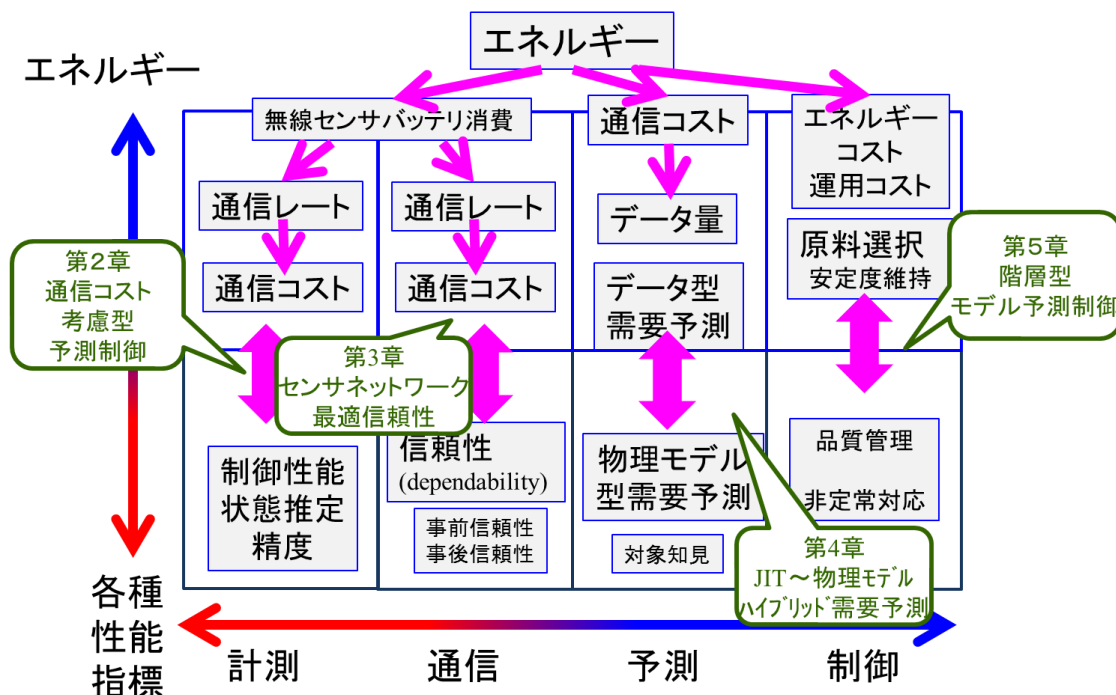 エネルギー
エネルギー
無線センサバッテリ消費
通信コスト
エネルギー
コスト
運用コスト
通信レート
通信レート
データ量
原料選択
安定度維持
第5章
階層型
モデル予測制御
第2章
通信コスト
考慮型
予測制御
通信コスト
通信コスト
データ型
需要予測
第3章
センサネットワーク
最適信頼性
制御性能
状態推定
精度
信頼性
(dependability)
事前信頼性
事後信頼性
物理モデル
型需要予測
対象知見
品質管理
非定常対応
第4章
JIT～物理ﾓﾃﾞﾙ
ﾊｲﾌﾞﾘｯﾄﾞ需要予測
各種
性能
指標
計測
通信
予測
制御